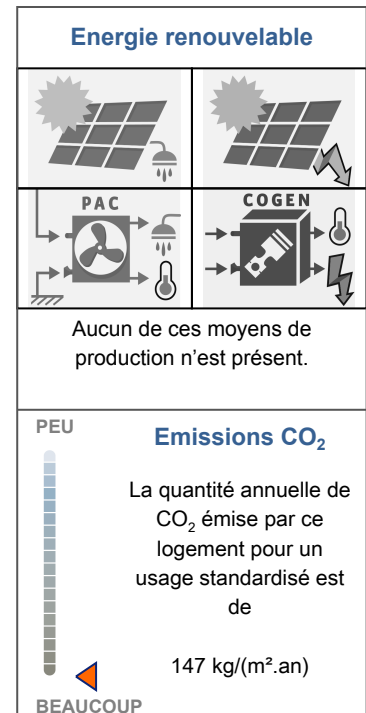 Energie renouvelable
PAC
COGEN
Aucun de ces moyens de
production n'est présent.
PEU
Emissions CO₂
La quantité annuelle de
CO₂ émise par ce
logement pour un
usage standardisé est
de
147 kg/(m².an)
BEAUCOUP